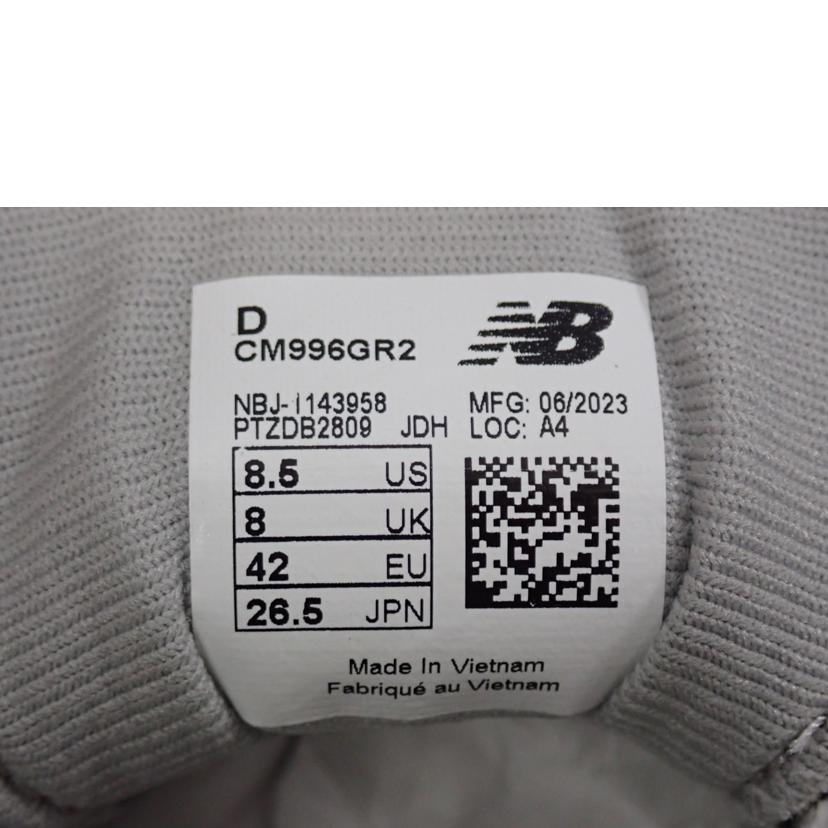 D
CM996GR2
NB
NBJ-1143958
PTZDB2809 JDH
MFG: 06/2023
LOC: A4
8.5 US
8 UK
42 EU
26.5 JPN
Made In Vietnam
Fabriqué au Vietnam